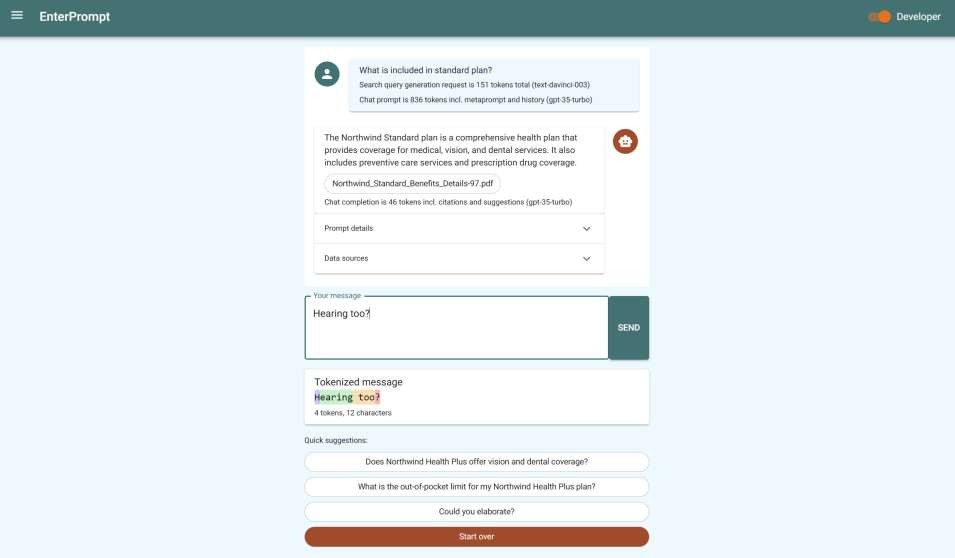 EnterPrompt
Developer
What is included in standard plan?
Search query generation request is 151 tokens total (text-davinci-003)
Chat prompt is 836 tokens incl. metaprompt and history (gpt-35-turbo)
The Northwind Standard plan is a comprehensive health plan that
provides coverage for medical, vision, and dental services. It also
includes preventive care services and prescription drug coverage.
Northwind_Standard_Benefits_Details-97.pdf
Chat completion is 46 tokens incl. citations and suggestions (gpt-35-turbo)
Prompt details
Data sources
Your message
Hearing too?
SEND
Tokenized message
Hearing too?
4 tokens, 12 characters
Quick suggestions:
Does Northwind Health Plus offer vision and dental coverage?
What is the out-of-pocket limit for my Northwind Health Plus plan?
Could you elaborate?
Start over